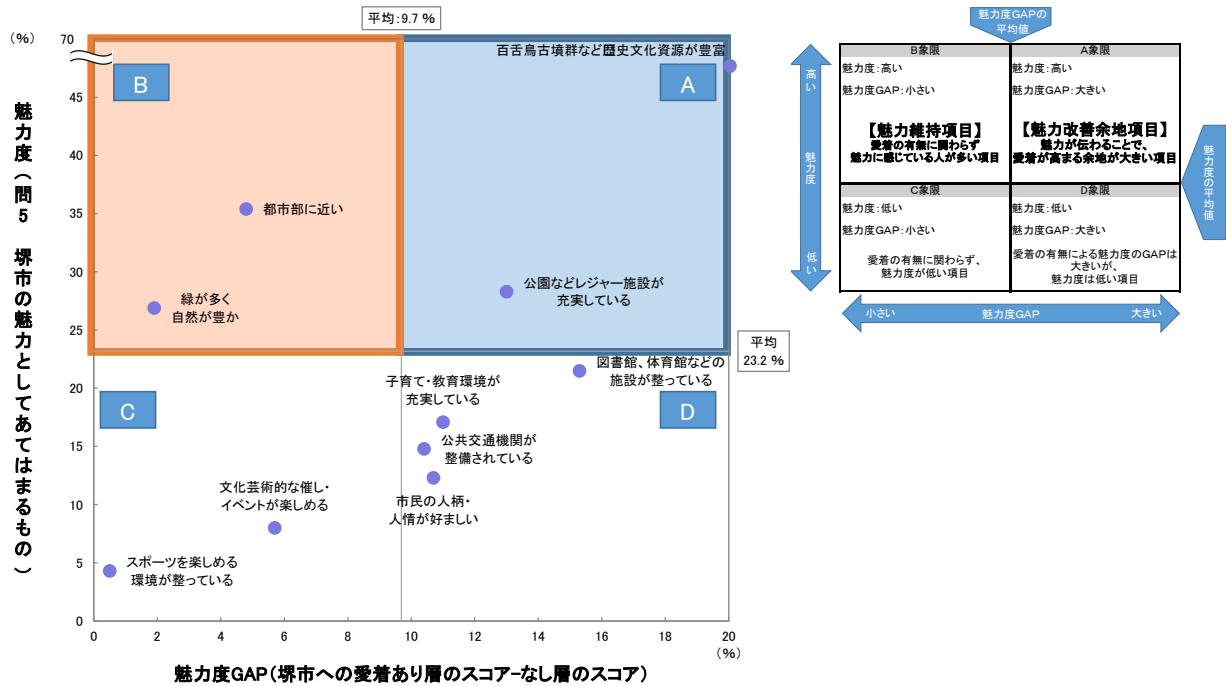 平均:9.7 %
(%)
70
45
40
35
30
25
20
15
10
5
0
魅力度(問5 堺市の魅力としてあてはまるもの)
B
A
C
D
百舌鳥古墳群など歴史文化資源が豊富
都市部に近い
緑が多く
自然が豊か
公園などレジャー施設が
充実している
平均
23.2 %
図書館、体育館などの
施設が整っている
子育て・教育環境が
充実している
公共交通機関が
整備されている
市民の人柄・
人情が好ましい
文化芸術的な催し・
イベントが楽しめる
スポーツを楽しめる
環境が整っている
0 2 4 6 8 10 12 14 16 18 20
(%)
魅力度GAP(堺市への愛着あり層のスコア-なし層のスコア)
魅力度GAPの
平均値
高い
魅力度
低い
B象限
魅力度:高い
魅力度GAP:小さい
【魅力維持項目】
愛着の有無に関わらず
魅力に感じている人が多い項目
A象限
魅力度:高い
魅力度GAP:大きい
【魅力改善余地項目】
魅力が伝わることで、
愛着が高まる余地が大きい項目
C象限
魅力度:低い
魅力度GAP:小さい
愛着の有無に関わらず、
魅力度が低い項目
D象限
魅力度:低い
魅力度GAP:大きい
愛着の有無による魅力度のGAPは
大きいが、
魅力度は低い項目
魅力度の平均値
小さい 魅力度GAP 大きい